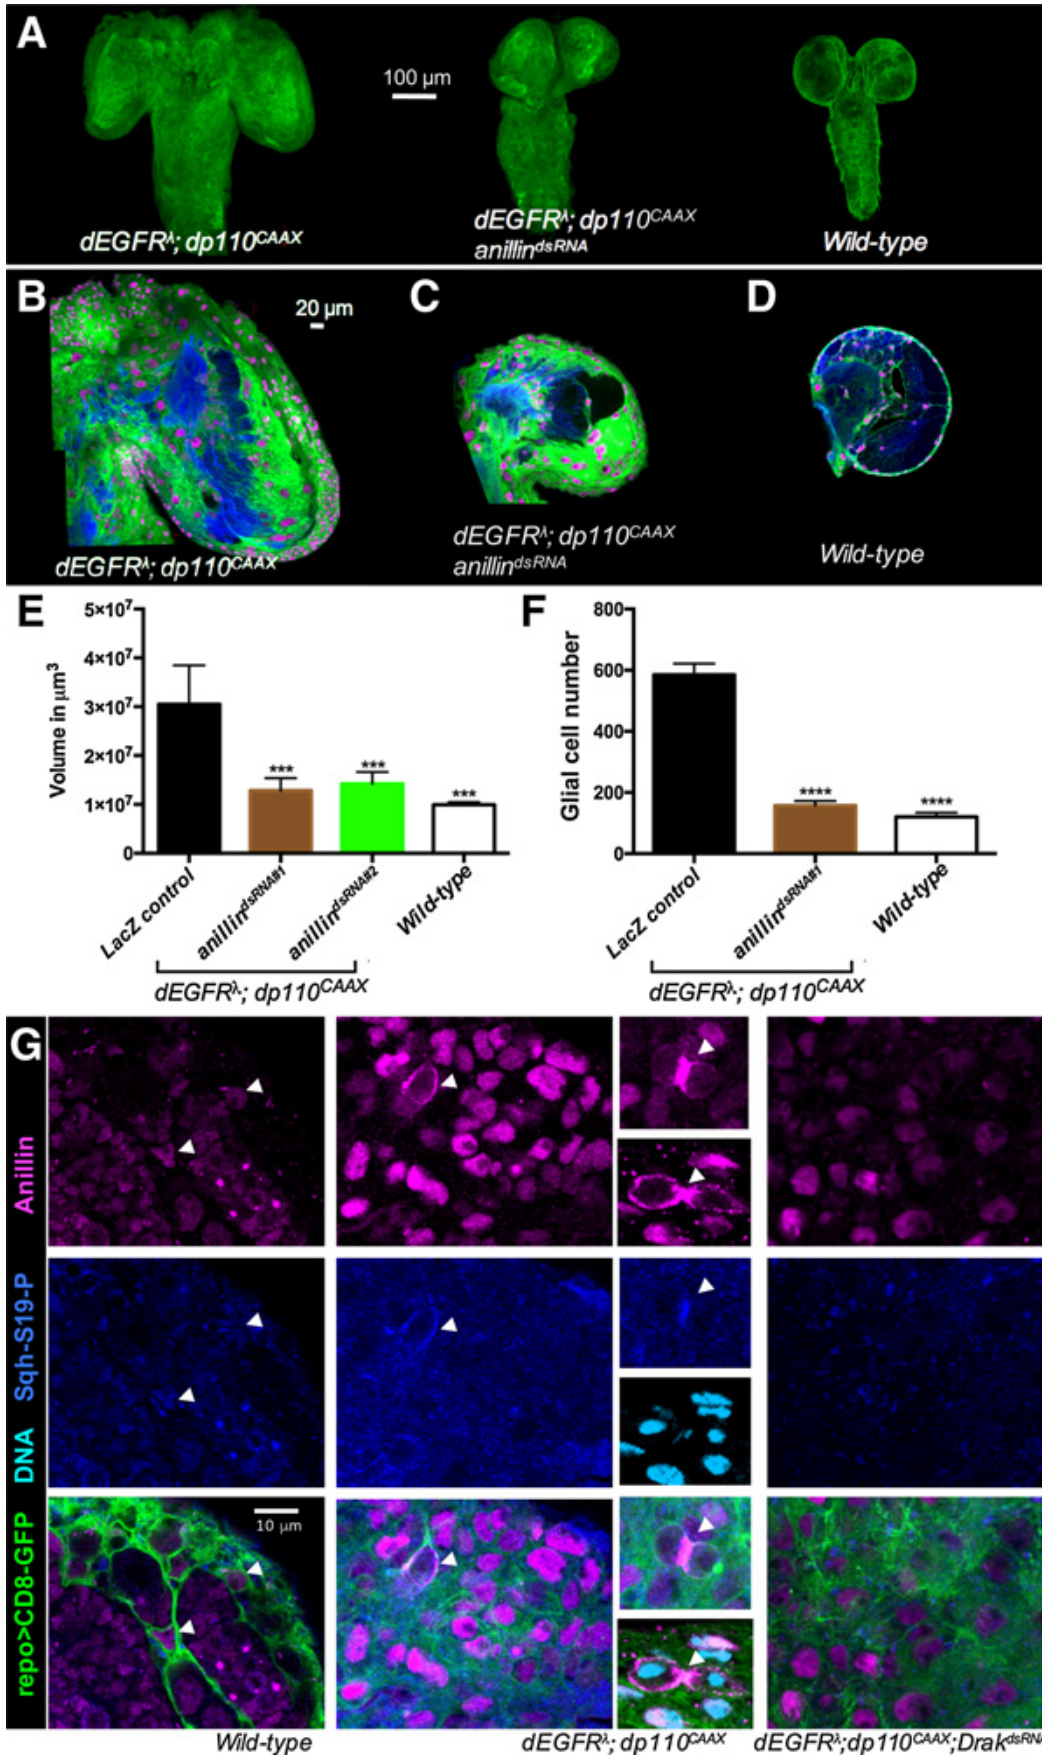 A
100 µm
dEGFRλ; dp110CAAX
dEGFRλ; dp110CAAX
anillindsRNA
Wild-type
B
20 µm
C
D
dEGFRλ; dp110CAAX
dEGFRλ; dp110CAAX
anillindsRNA
Wild-type
E
Volume in µm3
5×10⁷
4×10⁷
3×10⁷
2×10⁷
1×10⁷
0
***
***
***
LacZ control
anillindsRNA#1
anillindsRNA#2
Wild-type
dEGFRλ; dp110CAAX
F
Glial cell number
800
600
400
200
0
****
****
LacZ control
anillindsRNA#1
Wild-type
dEGFRλ; dp110CAAX
G
Anillin
DNA Sqh-S19-P
repo>CD8-GFP
10 µm
Wild-type
dEGFRλ; dp110CAAX
dEGFRλ;dp110CAAX;DrakdsRNA